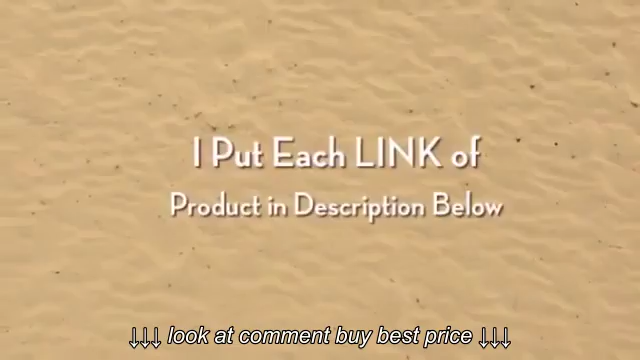 I Put Each LINK of
Product in Description Below
↓↓↓ look at comment buy best price ↓↓↓